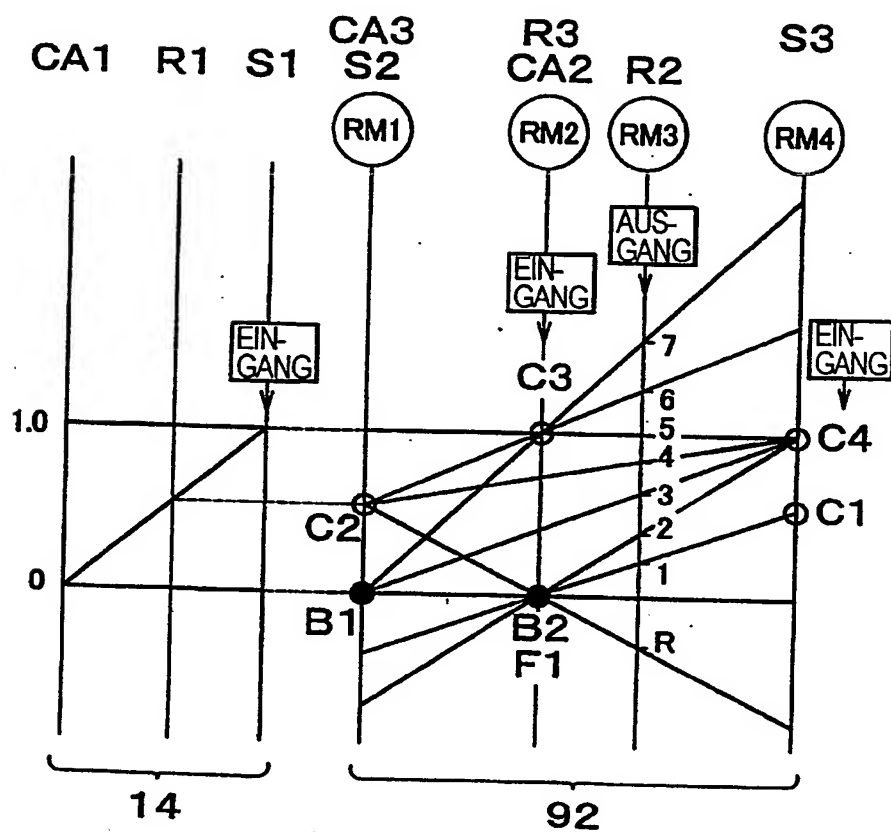 CA1
R1
S1
CA3
S2
R3
CA2
R2
S3
RM1
RM2
RM3
RM4
AUS-
GANG
EIN-
GANG
EIN-
GANG
EIN-
GANG
7
C3
6
1.0
5
C4
4
3
C2
C1
2
1
0
B1
B2
F1
R
14
92